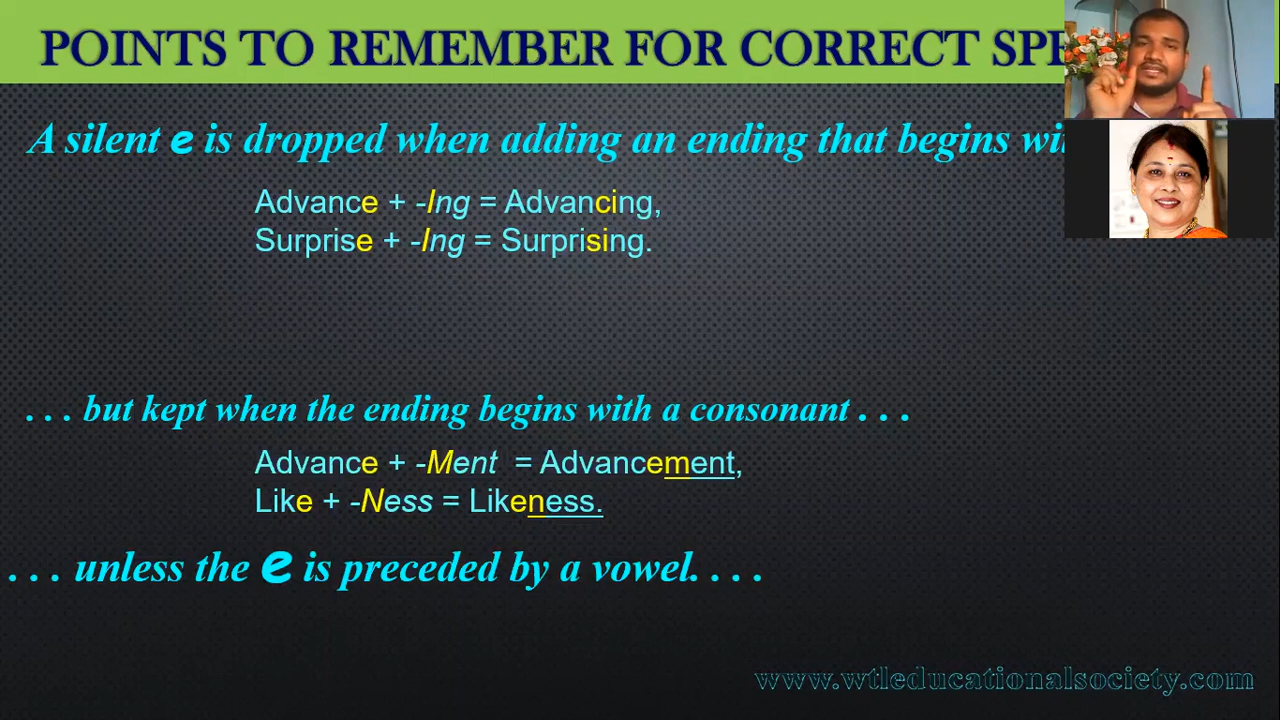 POINTS TO REMEMBER FOR CORRECT SPE
A silent e is dropped when adding an ending that begins wi
Advance + -Ing = Advancing,
Surprise + -Ing = Surprising.
. . . but kept when the ending begins with a consonant . . .
Advance + -Ment = Advancement,
Like + -Ness = Likeness.
. . . unless the e is preceded by a vowel. . . .
www.wtleducationalsociety.com